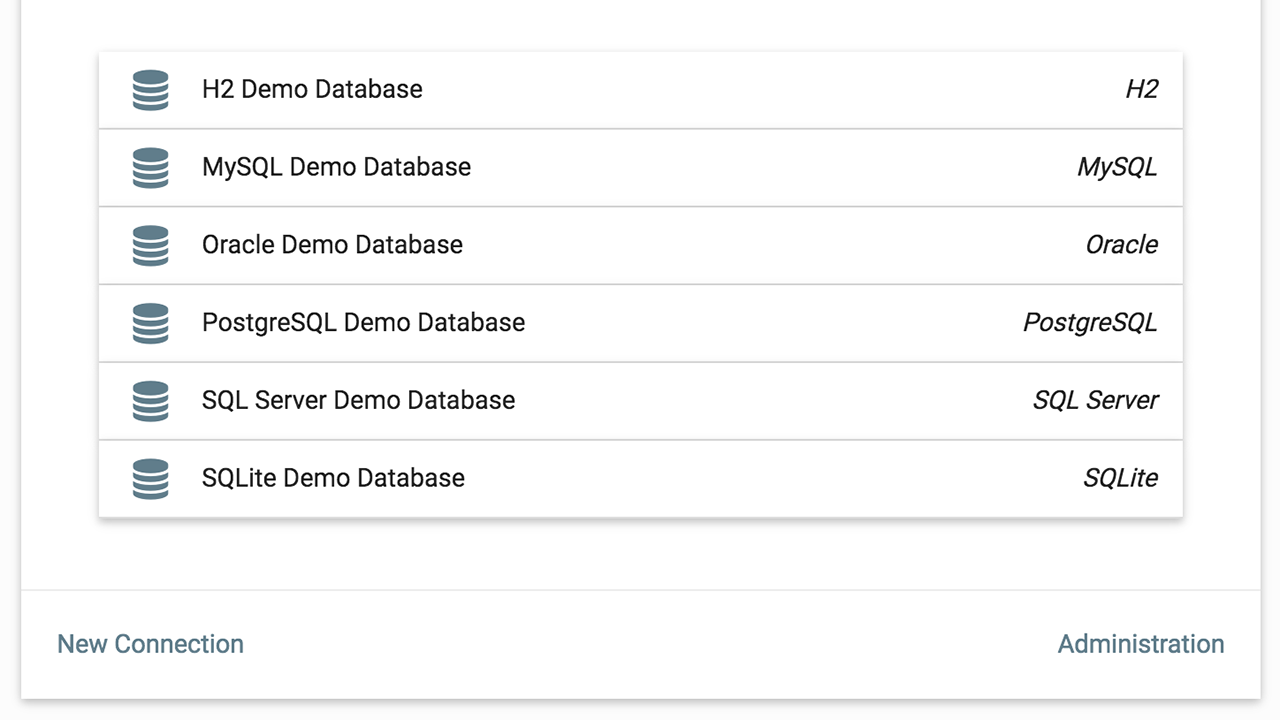 H2 Demo Database H2
MySQL Demo Database MySQL
Oracle Demo Database Oracle
PostgreSQL Demo Database PostgreSQL
SQL Server Demo Database SQL Server
SQLite Demo Database SQLite
New Connection Administration